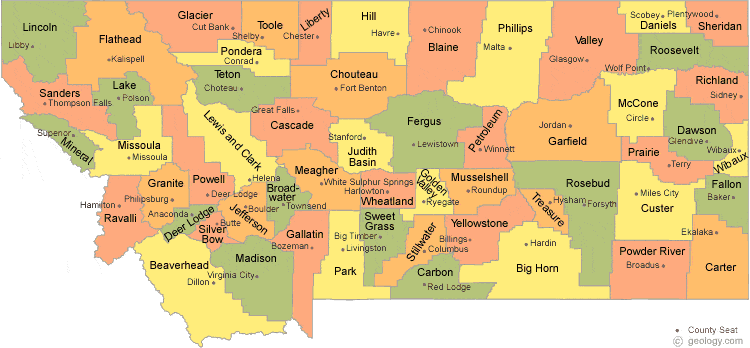 Lincoln
Libby
Flathead
Kalispell
Glacier
Cut Bank
Toole
Shelby
Liberty
Chester
Hill
Havre
Chinook
Blaine
Phillips
Malta
Valley
Glasgow
Scobey
Daniels
Plentywood
Sheridan
Roosevelt
Wolf Point
Pondera
Conrad
Teton
Choteau
Chouteau
Fort Benton
Sanders
Thompson Falls
Lake
Polson
Richland
Sidney
McCone
Circle
Great Falls
Cascade
Lewis and Clark
Superior
Mineral
Missoula
Missoula
Stanford
Judith
Basin
Fergus
Lewistown
Petroleum
Winnett
Jordan
Garfield
Dawson
Glendive
Wibaux
Wibaux
Prairie
Terry
Powell
Deer Lodge
Helena
Granite
Philipsburg
Meagher
White Sulphur Springs
Harlowton
Wheatland
Golden
Valley
Ryegate
Musselshell
Roundup
Treasure
Hysham
Rosebud
Forsyth
Miles City
Custer
Fallon
Baker
Hamilton
Ravalli
Anaconda
Deer Lodge
Butte
Silver
Bow
Jefferson
Boulder
Broad-
water
Townsend
Gallatin
Bozeman
Big Timber
Livingston
Park
Sweet
Grass
Stillwater
Columbus
Yellowstone
Billings
Hardin
Big Horn
Ekalaka
Carter
Powder River
Broadus
Beaverhead
Dillon
Madison
Virginia City
Carbon
Red Lodge
County Seat
© geology.com